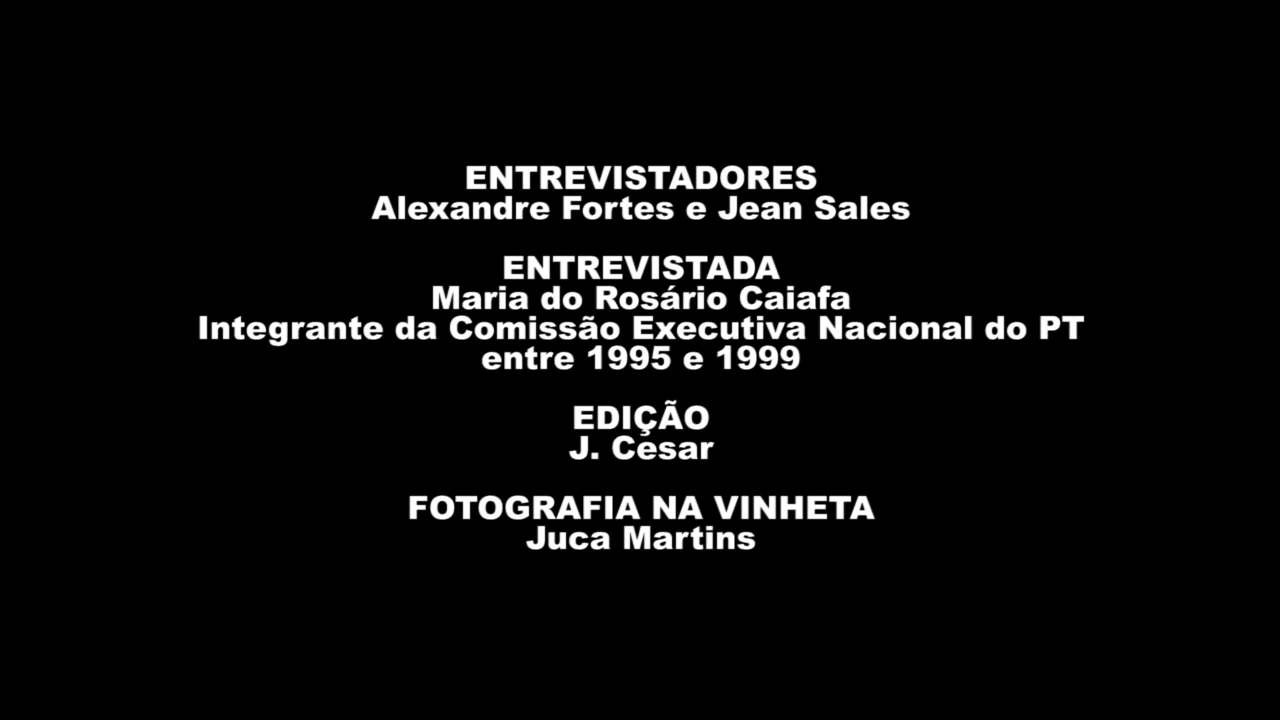 ENTREVISTADORES
Alexandre Fortes e Jean Sales
ENTREVISTADA
Maria do Rosário Caiafa
Integrante da Comissão Executiva Nacional do PT
entre 1995 e 1999
EDIÇÃO
J. Cesar
FOTOGRAFIA NA VINHETA
Juca Martins